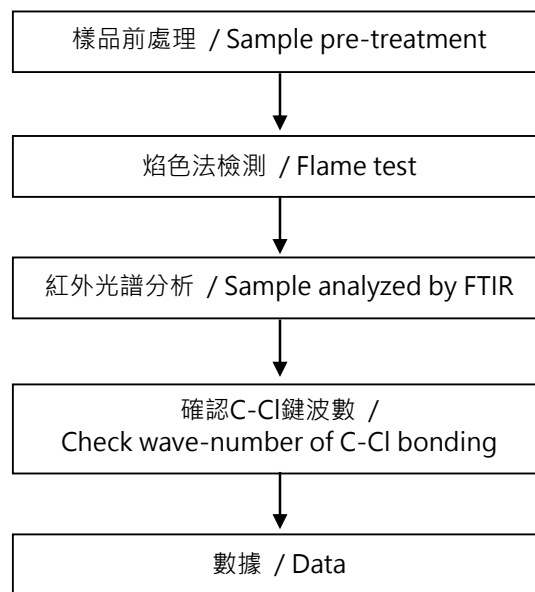 樣品前處理 / Sample pre-treatment
焰色法檢測 / Flame test
紅外光譜分析 / Sample analyzed by FTIR
確認C-Cl鍵波數 /
Check wave-number of C-Cl bonding
數據 / Data